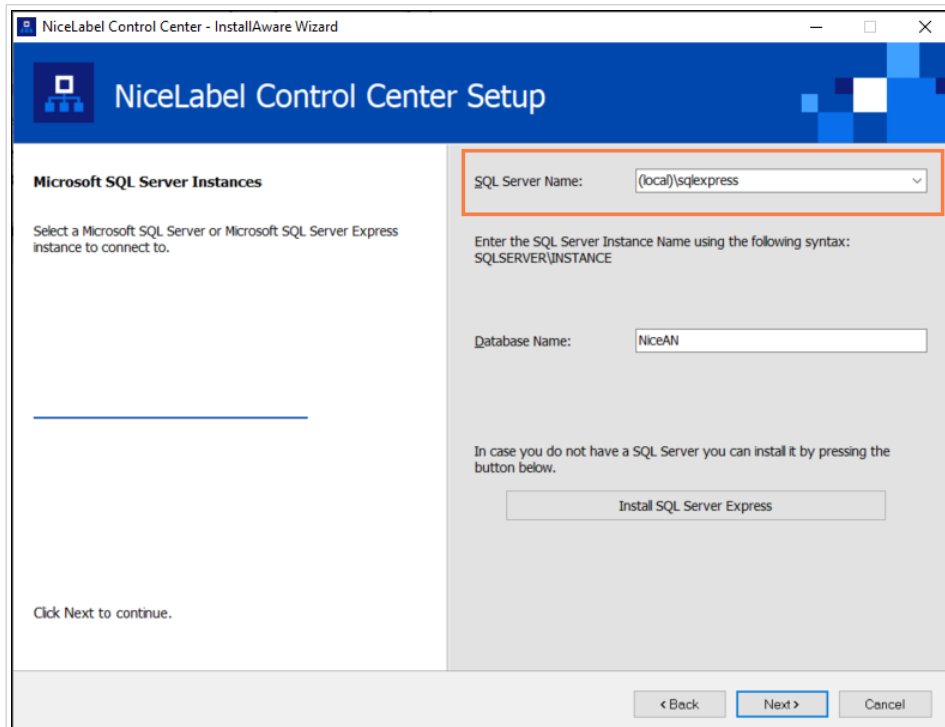 NiceLabel Control Center - InstallAware Wizard
NiceLabel Control Center Setup
Microsoft SQL Server Instances
Select a Microsoft SQL Server or Microsoft SQL Server Express
instance to connect to.
Click Next to continue.
SQL Server Name: (local)\sqlexpress
Enter the SQL Server Instance Name using the following syntax:
SQLSERVER\INSTANCE
Database Name: NiceAN
In case you do not have a SQL Server you can install it by pressing the
button below.
Install SQL Server Express
< Back Next > Cancel